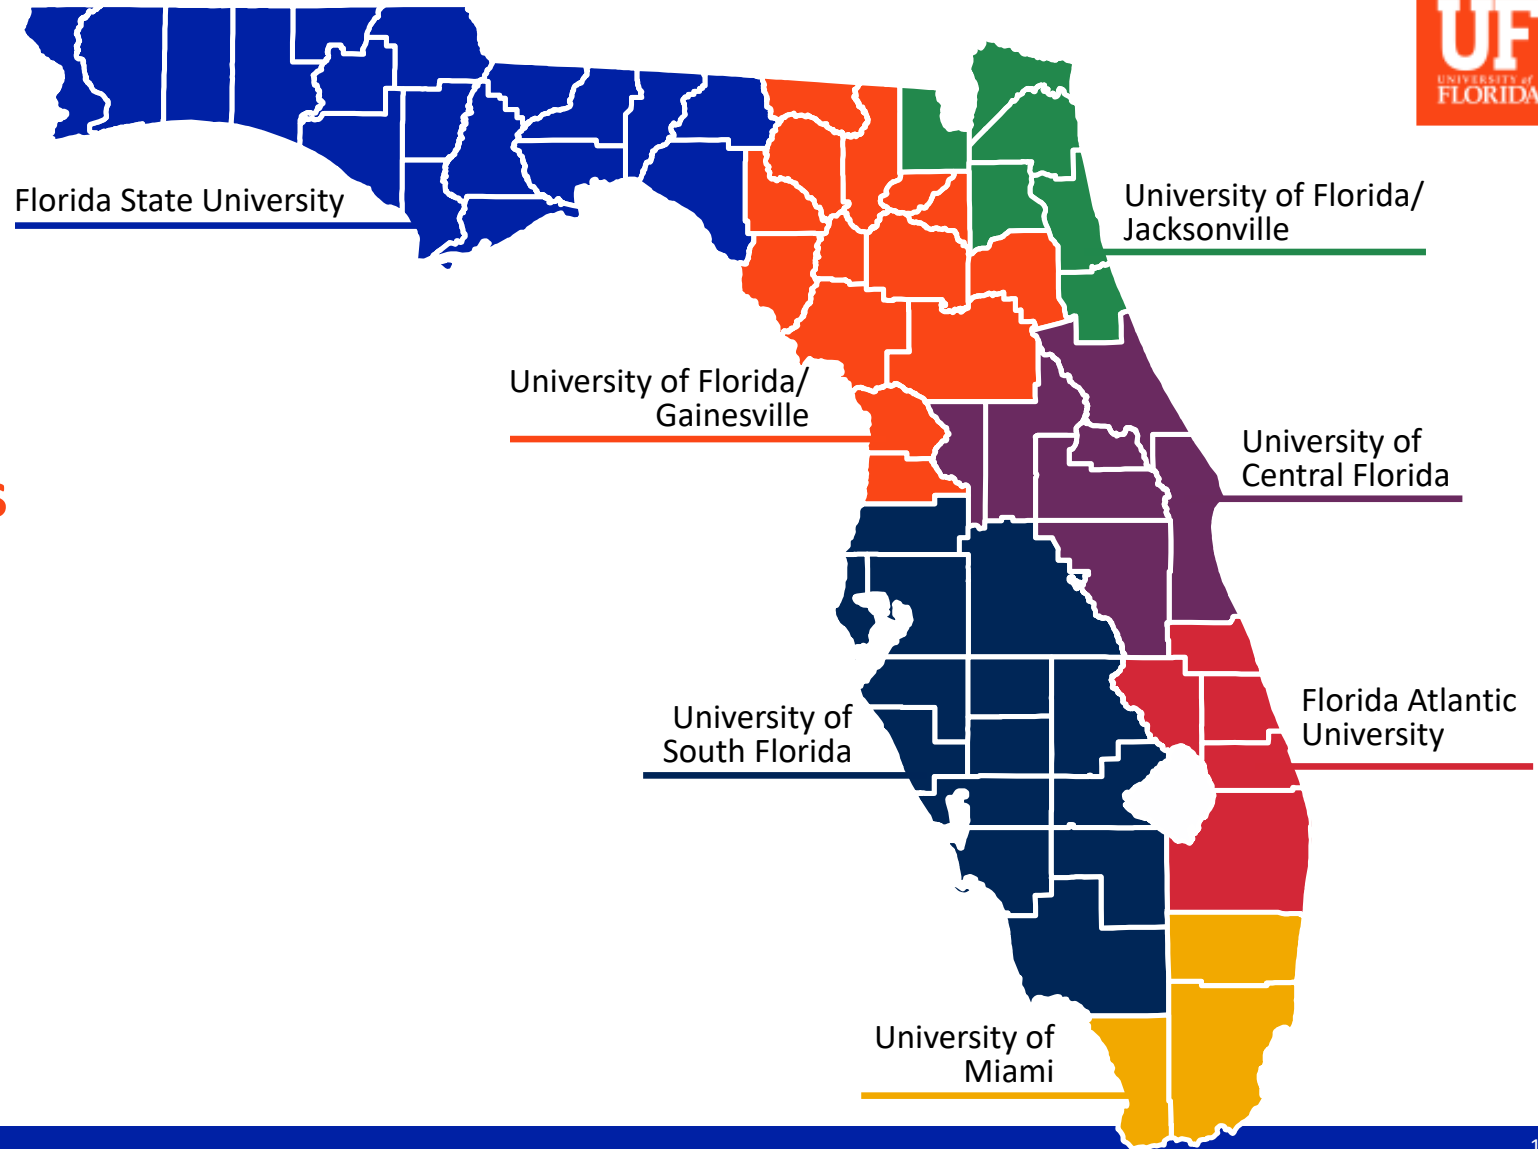 UF
UNIVERSITY of
FLORIDA
Florida State University
University of Florida/
Jacksonville
University of Florida/
Gainesville
University of
Central Florida
s
University of
South Florida
Florida Atlantic
University
University of
Miami
1